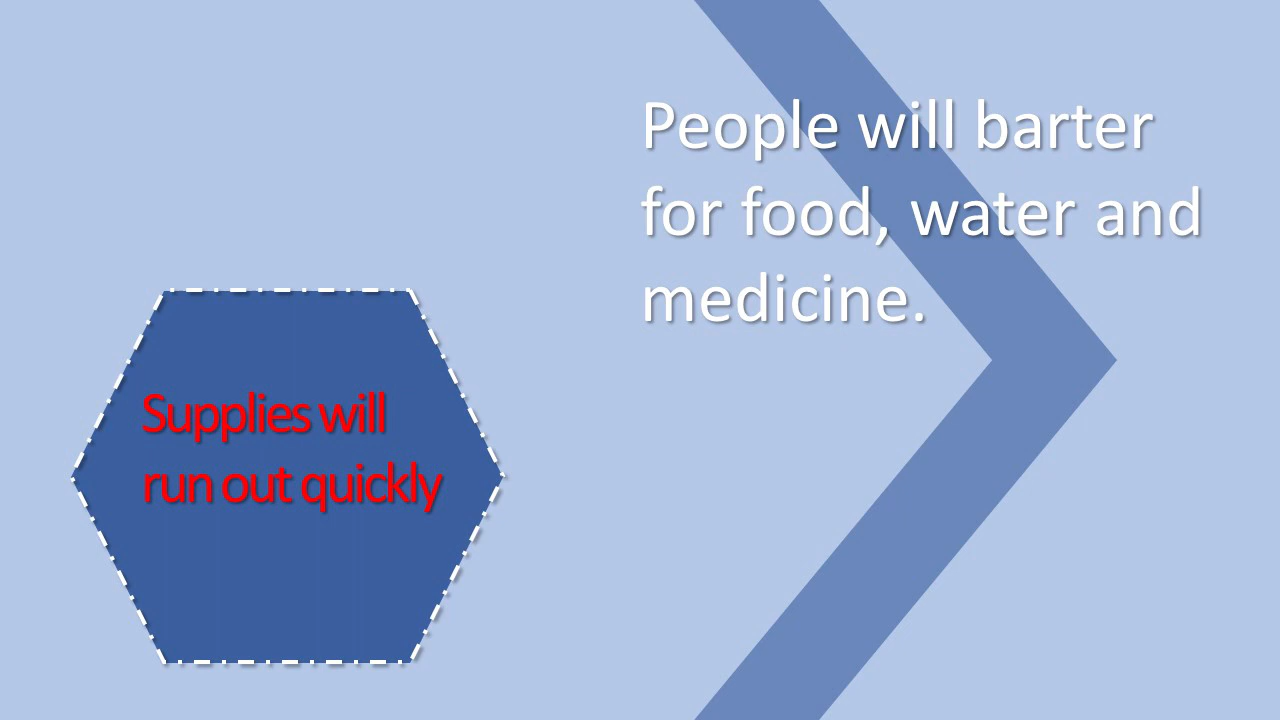 People will barter
for food, water and
medicine.
Supplies will
run out quickly